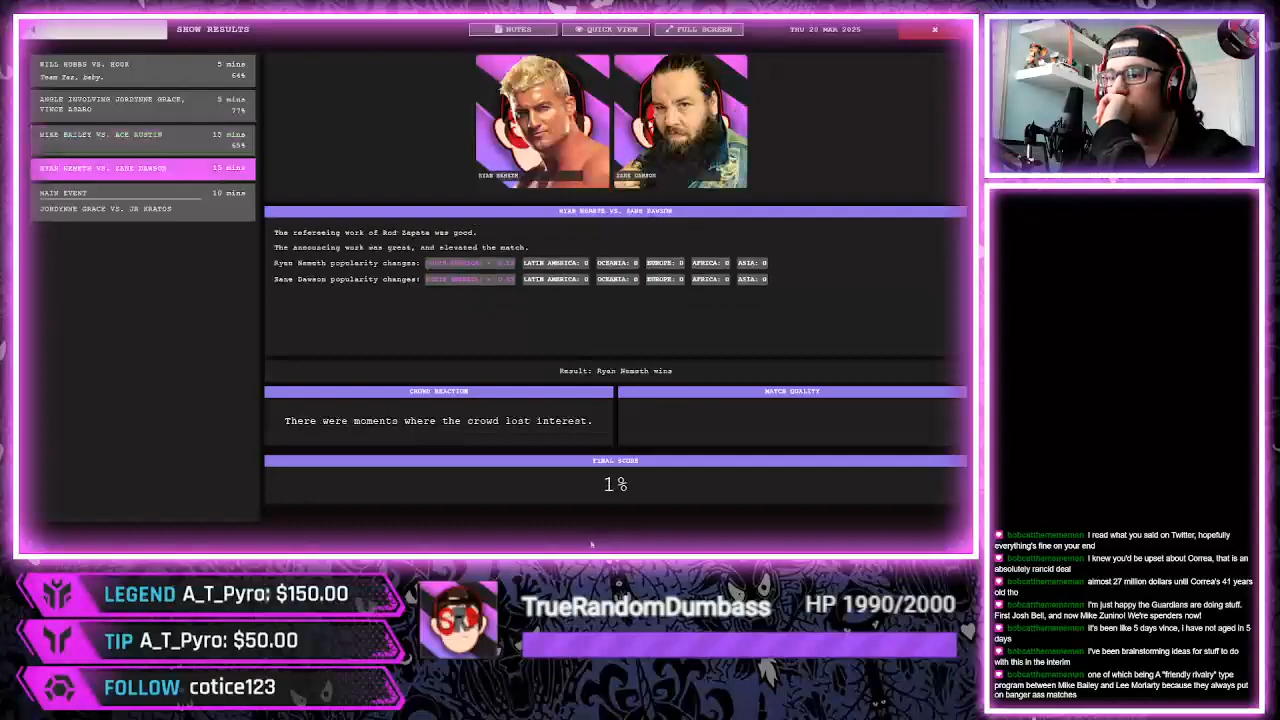 SHOW RESULTS
NOTES
QUICK VIEW
FULL SCREEN
THU 20 MAR 2025
WILL HOBBS VS. HOOK
5 mins
Team Taz, baby.
64%
ANGLE INVOLVING JORDYNNE GRACE,
5 mins
VINCE ASARO
77%
MIKE BAILEY VS. ACE AUSTIN
15 mins
65%
RYAN NEMETH VS. ZANE DAWSON
15 mins
MAIN EVENT
10 mins
JORDYNNE GRACE VS. JR KRATOS
RYAN NEMETH
ZANE DAWSON
RYAN NEMETH VS. ZANE DAWSON
The refereeing work of Rod Zapata was good.
The announcing work was great, and elevated the match.
Ryan Nemeth popularity changes:
LATIN AMERICA: 0
OCEANIA: 0
EUROPE: 0
AFRICA: 0
ASIA: 0
Zane Dawson popularity changes:
LATIN AMERICA: 0
OCEANIA: 0
EUROPE: 0
AFRICA: 0
ASIA: 0
Result: Ryan Nemeth wins
CROWD REACTION
MATCH QUALITY
There were moments where the crowd lost interest.
FINAL SCORE
1%
LEGEND A_T_Pyro: $150.00
TIP A_T_Pyro: $50.00
FOLLOW cotice123
TrueRandomDumbass
HP 1990/2000
bobcatthemememan I read what you said on Twitter, hopefully
everything's fine on your end
bobcatthemememan I knew you'd be upset about Correa, that is an
absolutely rancid deal
bobcatthemememan almost 27 million dollars until Correa's 41 years
old tho
bobcatthemememan I'm just happy the Guardians are doing stuff.
First Josh Bell, and now Mike Zunino! We're spenders now!
bobcatthemememan it's been like 5 days vince, i have not aged in 5
days
bobcatthemememan I've been brainstorming ideas for stuff to do
with this in the interim
bobcatthemememan one of which being A "friendly rivalry" type
program between Mike Bailey and Lee Moriarty because they always put
on banger ass matches